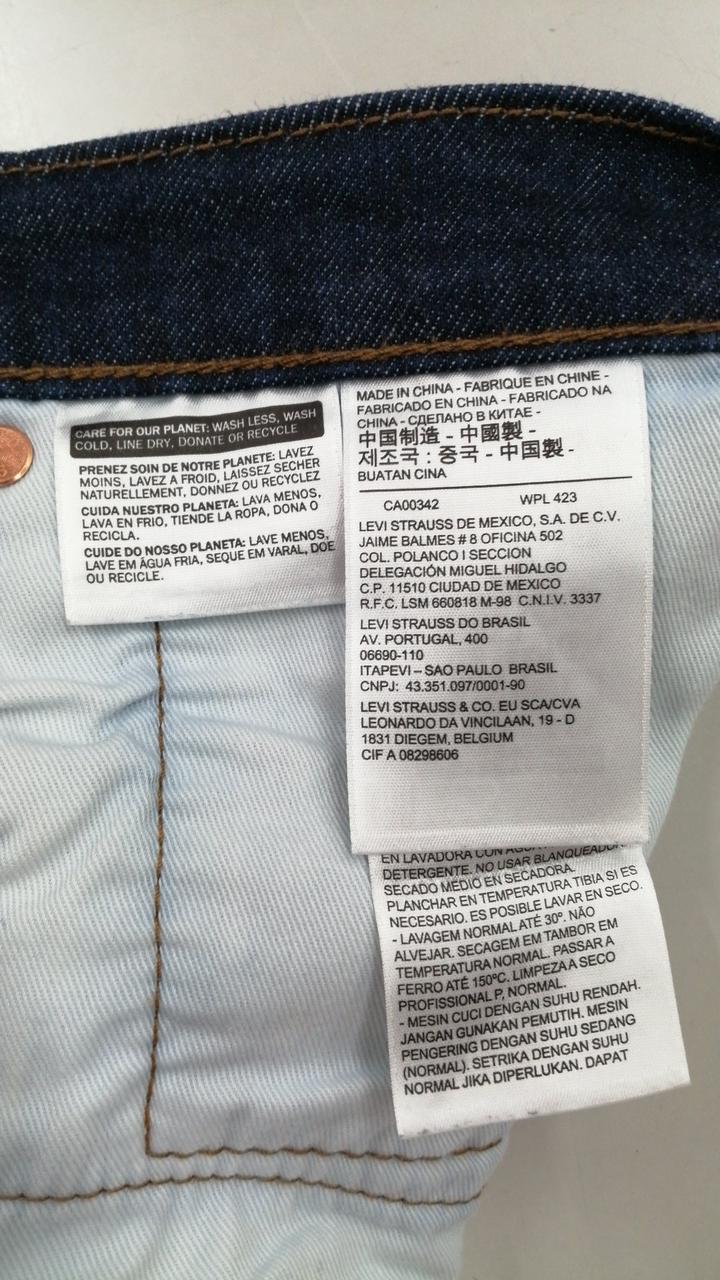 CARE FOR OUR PLANET: WASH LESS, WASH
COLD, LINE DRY, DONATE OR RECYCLE
PRENEZ SOIN DE NOTRE PLANETE: LAVEZ
MOINS, LAVEZ A FROID, LAISSEZ SECHER
NATURELLEMENT, DONNEZ OU RECYCLEZ
CUIDA NUESTRO PLANETA: LAVA MENOS,
LAVA EN FRIO, TIENDE LA ROPA, DONA O
RECICLA.
CUIDE DO NOSSO PLANETA: LAVE MENOS,
LAVE EM ÁGUA FRIA, SEQUE EM VARAL, DOE
OU RECICLE.
MADE IN CHINA - FABRIQUE EN CHINE -
FABRICADO EN CHINA - FABRICADO NA
CHINA - СДЕЛАНО В КИТАЕ -
中国制造 - 中國製 -
제조국 : 중국 - 中国製 -
BUATAN CINA
CA00342 WPL 423
LEVI STRAUSS DE MEXICO, S.A. DE C.V.
JAIME BALMES # 8 OFICINA 502
COL. POLANCO I SECCION
DELEGACIÓN MIGUEL HIDALGO
C.P. 11510 CIUDAD DE MEXICO
R.F.C. LSM 660818 M-98 C.N.I.V. 3337
LEVI STRAUSS DO BRASIL
AV. PORTUGAL, 400
06690-110
ITAPEVI – SAO PAULO BRASIL
CNPJ: 43.351.097/0001-90
LEVI STRAUSS & CO. EU SCA/CVA
LEONARDO DA VINCILAAN, 19 - D
1831 DIEGEM, BELGIUM
CIF A 08298606
EN LAVADORA CON AGUA
DETERGENTE. NO USAR BLANQUEADOR.
SECADO MEDIO EN SECADORA.
PLANCHAR EN TEMPERATURA TIBIA SI ES
NECESARIO. ES POSIBLE LAVAR EN SECO.
- LAVAGEM NORMAL ATÉ 30º. NÃO
ALVEJAR. SECAGEM EM TAMBOR EM
TEMPERATURA NORMAL. PASSAR A
FERRO ATÉ 150ºC. LIMPEZA A SECO
PROFISSIONAL P, NORMAL.
- MESIN CUCI DENGAN SUHU RENDAH.
JANGAN GUNAKAN PEMUTIH. MESIN
PENGERING DENGAN SUHU SEDANG
(NORMAL). SETRIKA DENGAN SUHU
NORMAL JIKA DIPERLUKAN. DAPAT